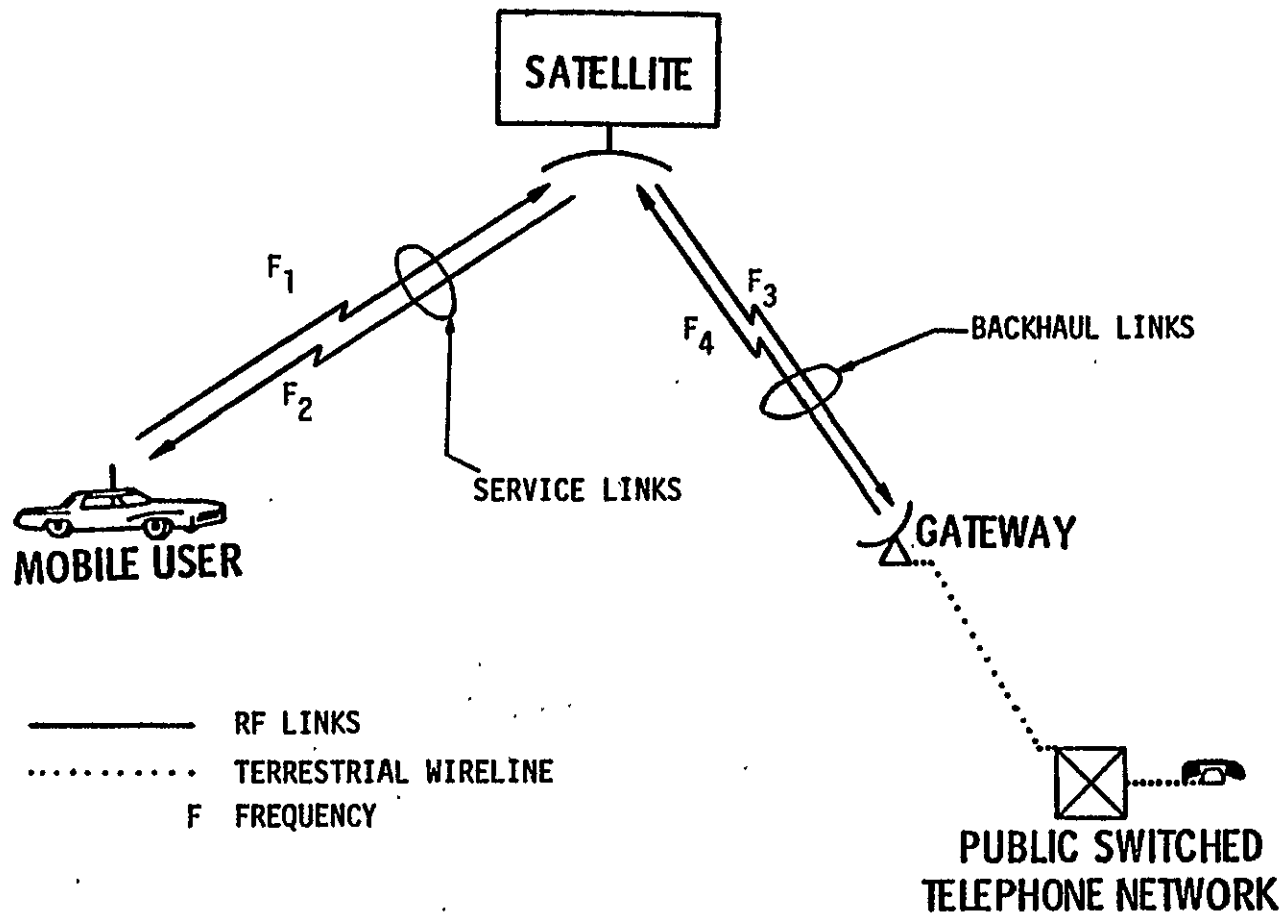 SATELLITE
F1
F2
F3
F4
BACKHAUL LINKS
SERVICE LINKS
GATEWAY
MOBILE USER
RF LINKS
TERRESTRIAL WIRELINE
F FREQUENCY
PUBLIC SWITCHED
TELEPHONE NETWORK